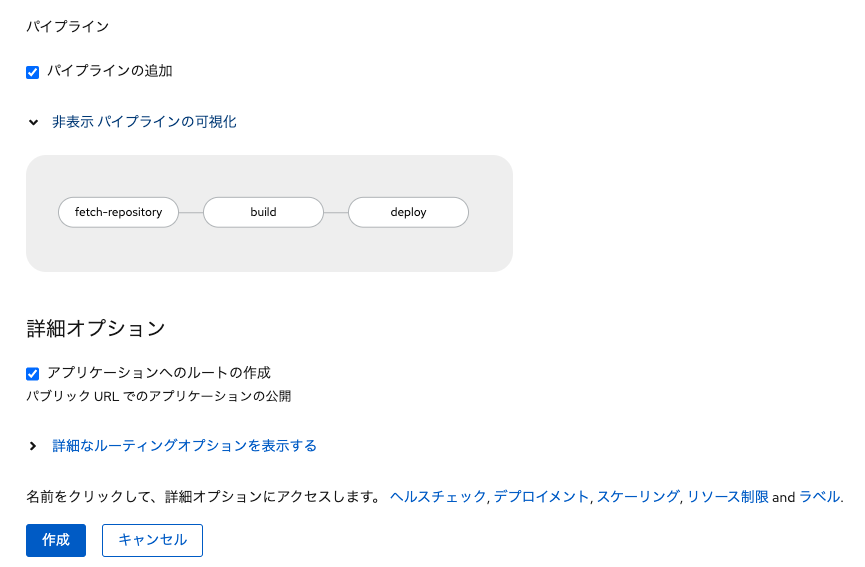 パイプライン
パイプラインの追加
非表示 パイプラインの可視化
fetch-repository build deploy
詳細オプション
アプリケーションへのルートの作成
パブリック URL でのアプリケーションの公開
詳細なルーティングオプションを表示する
名前をクリックして、詳細オプションにアクセスします。 ヘルスチェック, デプロイメント, スケーリング, リソース制限 and ラベル.
作成 キャンセル